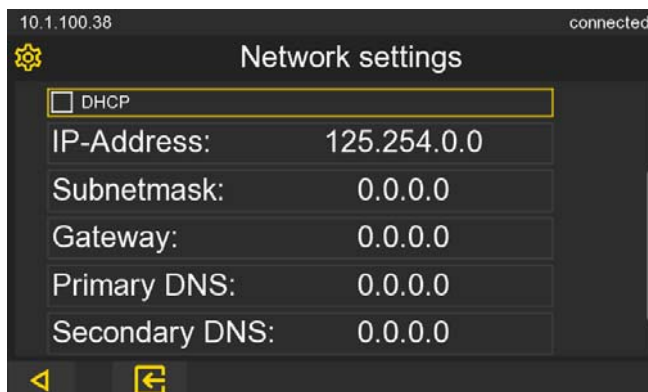 10.1.100.38 connected
Network settings
DHCP
IP-Address: 125.254.0.0
Subnetmask: 0.0.0.0
Gateway: 0.0.0.0
Primary DNS: 0.0.0.0
Secondary DNS: 0.0.0.0